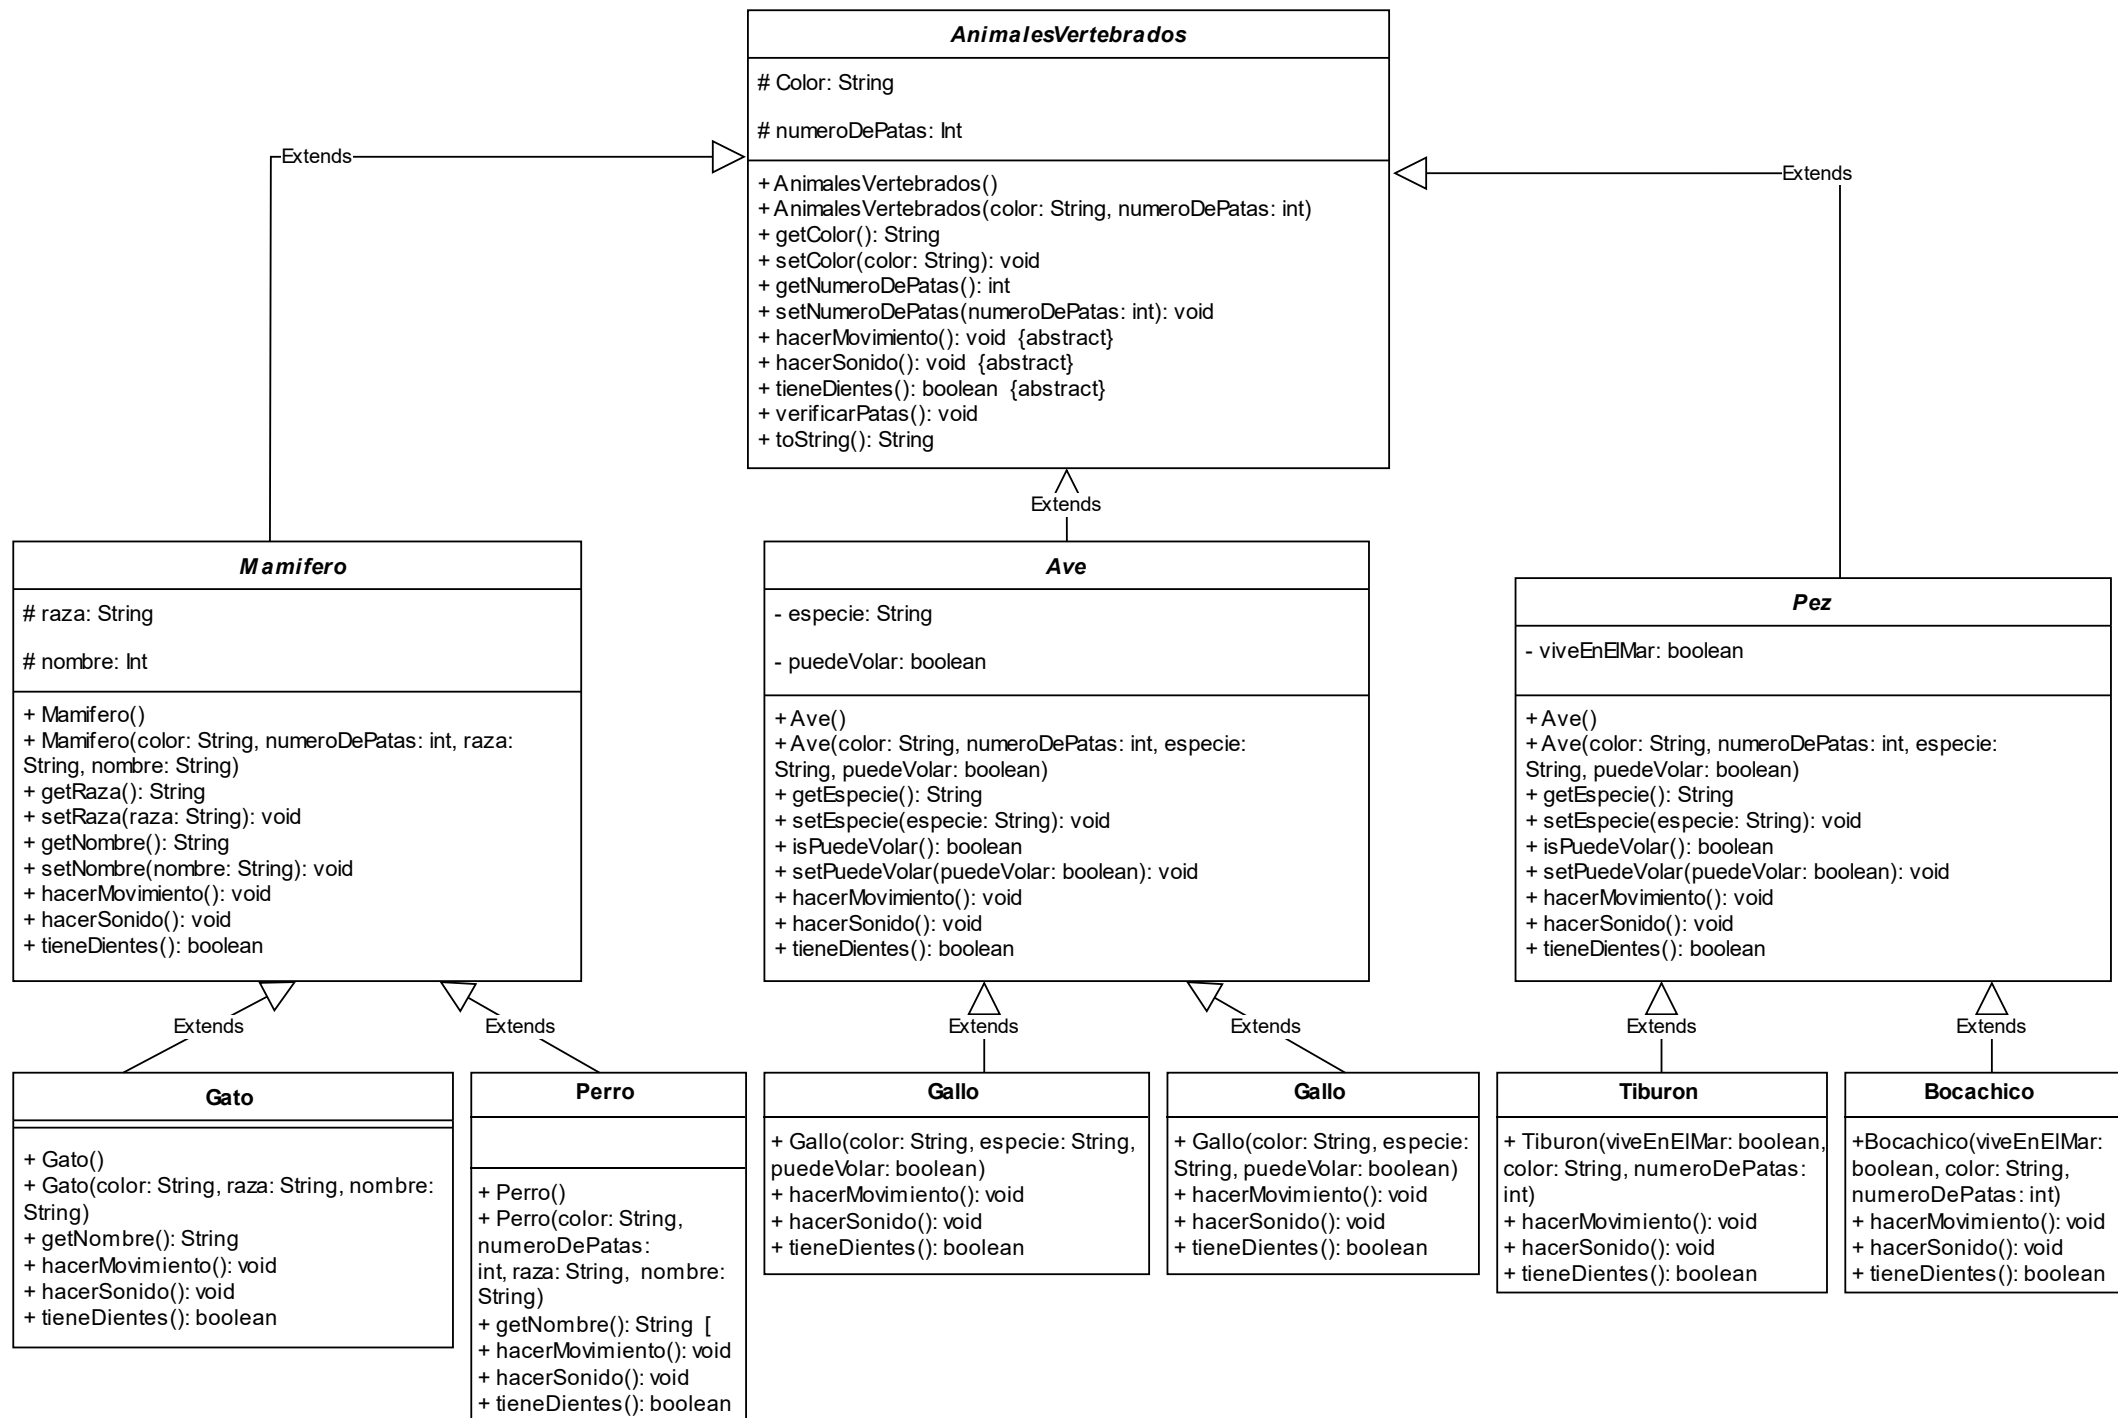 AnimalesVertebrados
# Color: String
# numeroDePatas: Int
+ AnimalesVertebrados()
+ AnimalesVertebrados(color: String, numeroDePatas: int)
+ getColor(): String
+ setColor(color: String): void
+ getNumeroDePatas(): int
+ setNumeroDePatas(numeroDePatas: int): void
+ hacerMovimiento(): void {abstract}
+ hacerSonido(): void {abstract}
+ tieneDientes(): boolean {abstract}
+ verificarPatas(): void
+ toString(): String
Extends
Extends
Extends
Mamifero
# raza: String
# nombre: Int
+ Mamifero()
+ Mamifero(color: String, numeroDePatas: int, raza:
String, nombre: String)
+ getRaza(): String
+ setRaza(raza: String): void
+ getNombre(): String
+ setNombre(nombre: String): void
+ hacerMovimiento(): void
+ hacerSonido(): void
+ tieneDientes(): boolean
Ave
- especie: String
- puedeVolar: boolean
+ Ave()
+ Ave(color: String, numeroDePatas: int, especie:
String, puedeVolar: boolean)
+ getEspecie(): String
+ setEspecie(especie: String): void
+ isPuedeVolar(): boolean
+ setPuedeVolar(puedeVolar: boolean): void
+ hacerMovimiento(): void
+ hacerSonido(): void
+ tieneDientes(): boolean
Pez
- viveEnElMar: boolean
+ Ave()
+ Ave(color: String, numeroDePatas: int, especie:
String, puedeVolar: boolean)
+ getEspecie(): String
+ setEspecie(especie: String): void
+ isPuedeVolar(): boolean
+ setPuedeVolar(puedeVolar: boolean): void
+ hacerMovimiento(): void
+ hacerSonido(): void
+ tieneDientes(): boolean
Extends
Extends
Extends
Extends
Extends
Extends
Gato
+ Gato()
+ Gato(color: String, raza: String, nombre:
String)
+ getNombre(): String
+ hacerMovimiento(): void
+ hacerSonido(): void
+ tieneDientes(): boolean
Perro
+ Perro()
+ Perro(color: String,
numeroDePatas:
int, raza: String, nombre:
String)
+ getNombre(): String [
+ hacerMovimiento(): void
+ hacerSonido(): void
+ tieneDientes(): boolean
Gallo
+ Gallo(color: String, especie: String,
puedeVolar: boolean)
+ hacerMovimiento(): void
+ hacerSonido(): void
+ tieneDientes(): boolean
Gallo
+ Gallo(color: String, especie:
String, puedeVolar: boolean)
+ hacerMovimiento(): void
+ hacerSonido(): void
+ tieneDientes(): boolean
Tiburon
+ Tiburon(viveEnElMar: boolean,
color: String, numeroDePatas:
int)
+ hacerMovimiento(): void
+ hacerSonido(): void
+ tieneDientes(): boolean
Bocachico
+Bocachico(viveEnElMar:
boolean, color: String,
numeroDePatas: int)
+ hacerMovimiento(): void
+ hacerSonido(): void
+ tieneDientes(): boolean